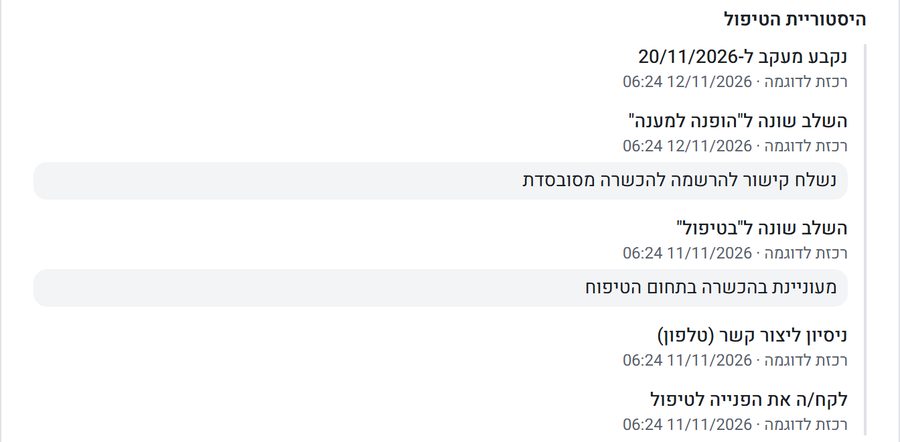 היסטוריית הטיפול
נקבע מעקב ל-20/11/2026
רכזת לדוגמה · 12/11/2026 06:24
השלב שונה ל"הופנה למענה"
רכזת לדוגמה · 12/11/2026 06:24
נשלח קישור להרשמה להכשרה מסובסדת
השלב שונה ל"בטיפול"
רכזת לדוגמה · 11/11/2026 06:24
מעוניינת בהכשרה בתחום הטיפוח
ניסיון ליצור קשר (טלפון)
רכזת לדוגמה · 11/11/2026 06:24
לקח/ה את הפנייה לטיפול
רכזת לדוגמה · 11/11/2026 06:24